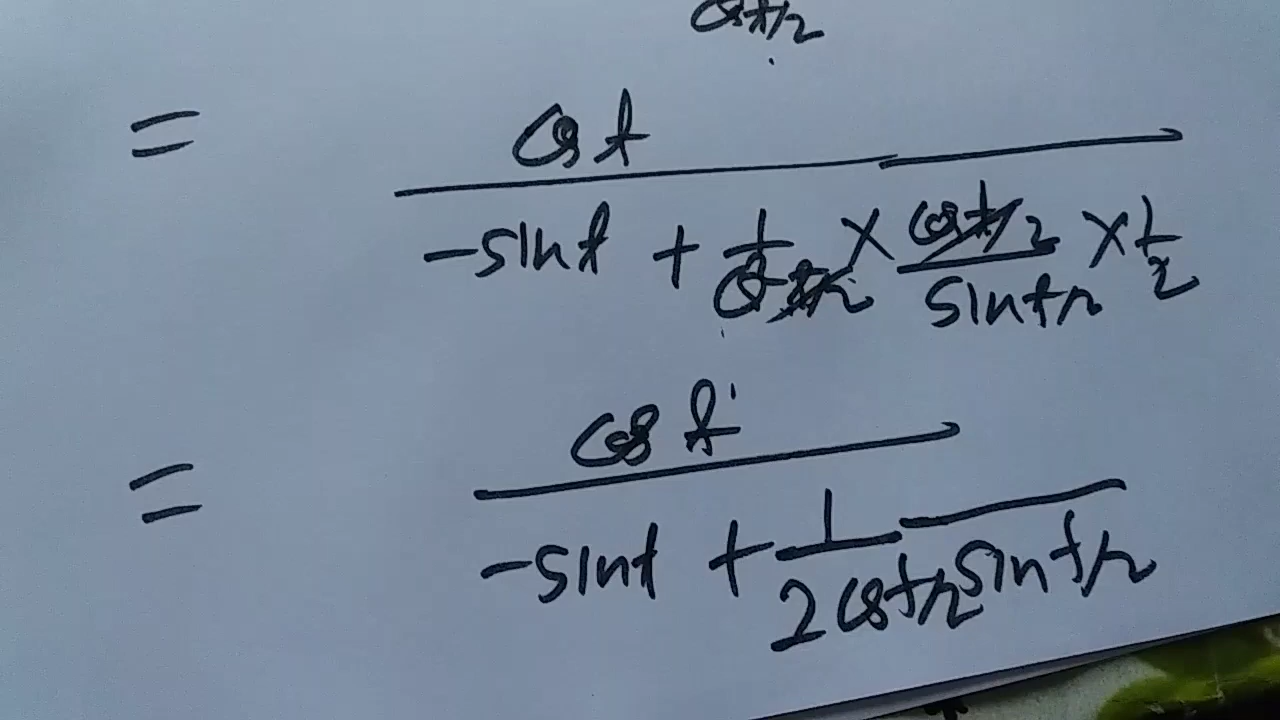 cos t/2
= cos t / (-sin t + 1/(cos² t/2) × (cos t/2)/(sin t/2) × 1/2)
= cos t / (-sin t + 1/(2 cos t/2 sin t/2))